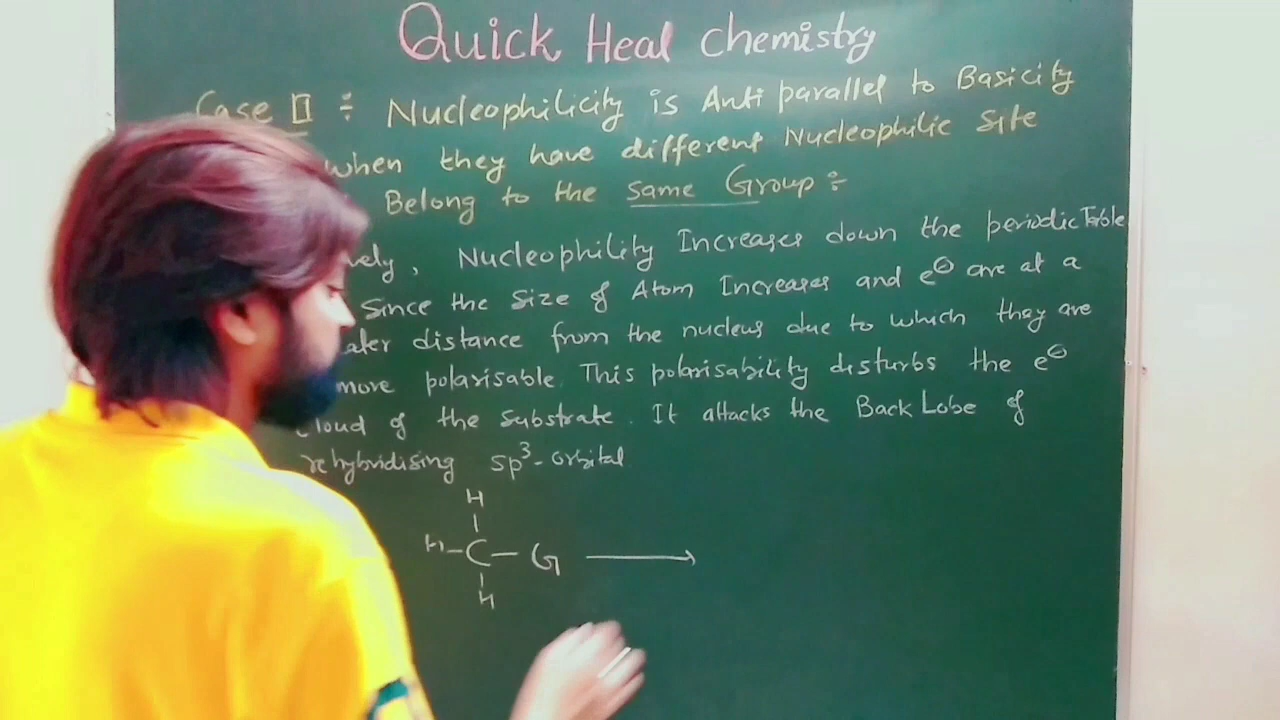 Quick Heal chemistry
Case II ÷ Nucleophilicity is Anti parallel to Basicity
when they have different Nucleophilic Site
Belong to the Same Group ÷
vely, Nucleophility Increases down the periodic Table
Since the Size of Atom Increases and e⊖ are at a
ater distance from the nucleus due to which they are
more polarisable. This polarisability disturbs the e⊖
cloud of the substrate. It attacks the Back Lobe of
rehybridising sp³-orbital
H
H-C-G →
H